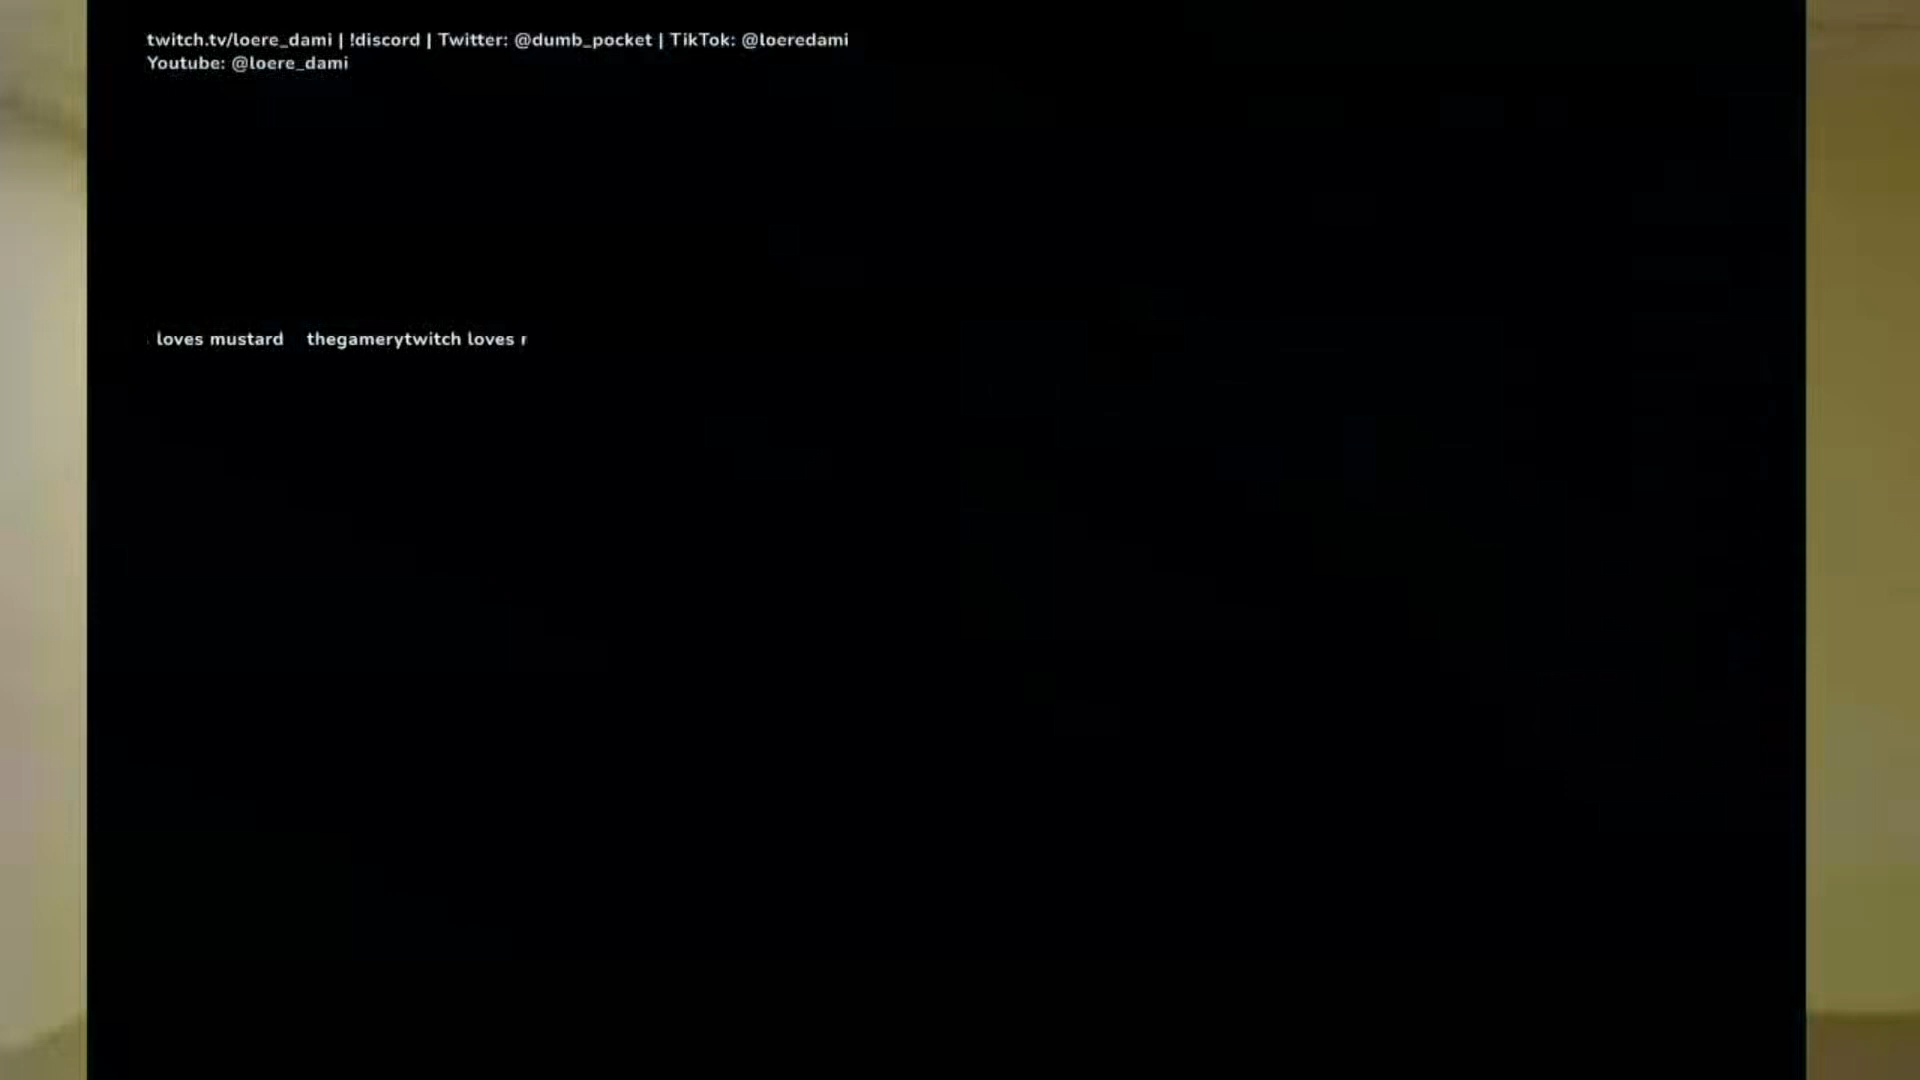 twitch.tv/loere_dami | !discord | Twitter: @dumb_pocket | TikTok: @loeredami
Youtube: @loere_dami
loves mustard thegamerytwitch loves